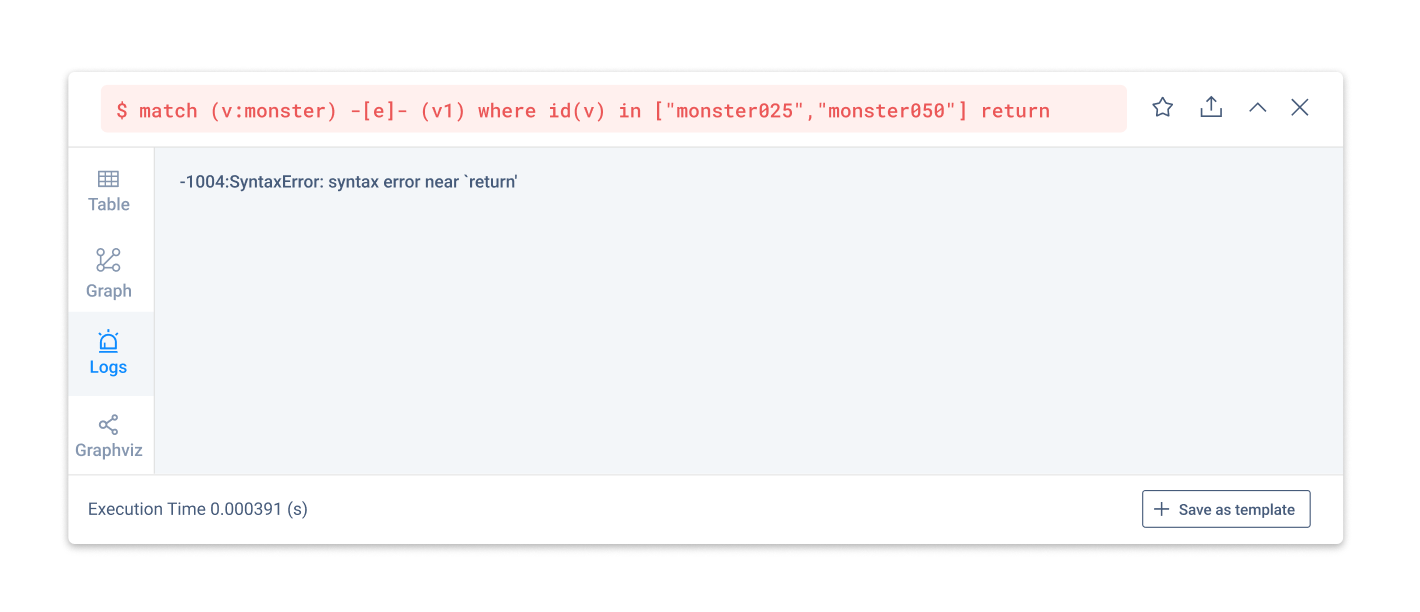 $ match (v:monster) -[e]- (v1) where id(v) in ["monster025","monster050"] return
Table
-1004:SyntaxError: syntax error near `return'
Graph
Logs
Graphviz
Execution Time 0.000391 (s)
Save as template